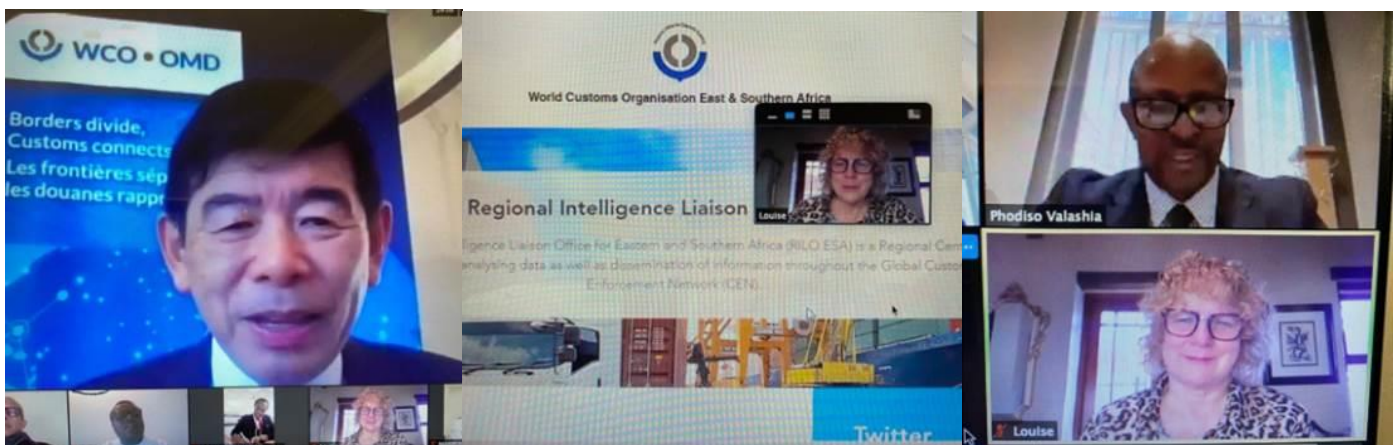 WCO • OMD
Borders divide,
Customs connects
Les frontières sép
les douanes rappr
World Customs Organisation East & Southern Africa
Louise
Regional Intelligence Liaison
igence Liaison Office for Eastern and Southern Africa (RILO ESA) is a Regional Cen
analysing data as well as dissemination of information throughout the Global Custo
Enforcement Network (CEN).
Twitter
Phodiso Valashia
Louise